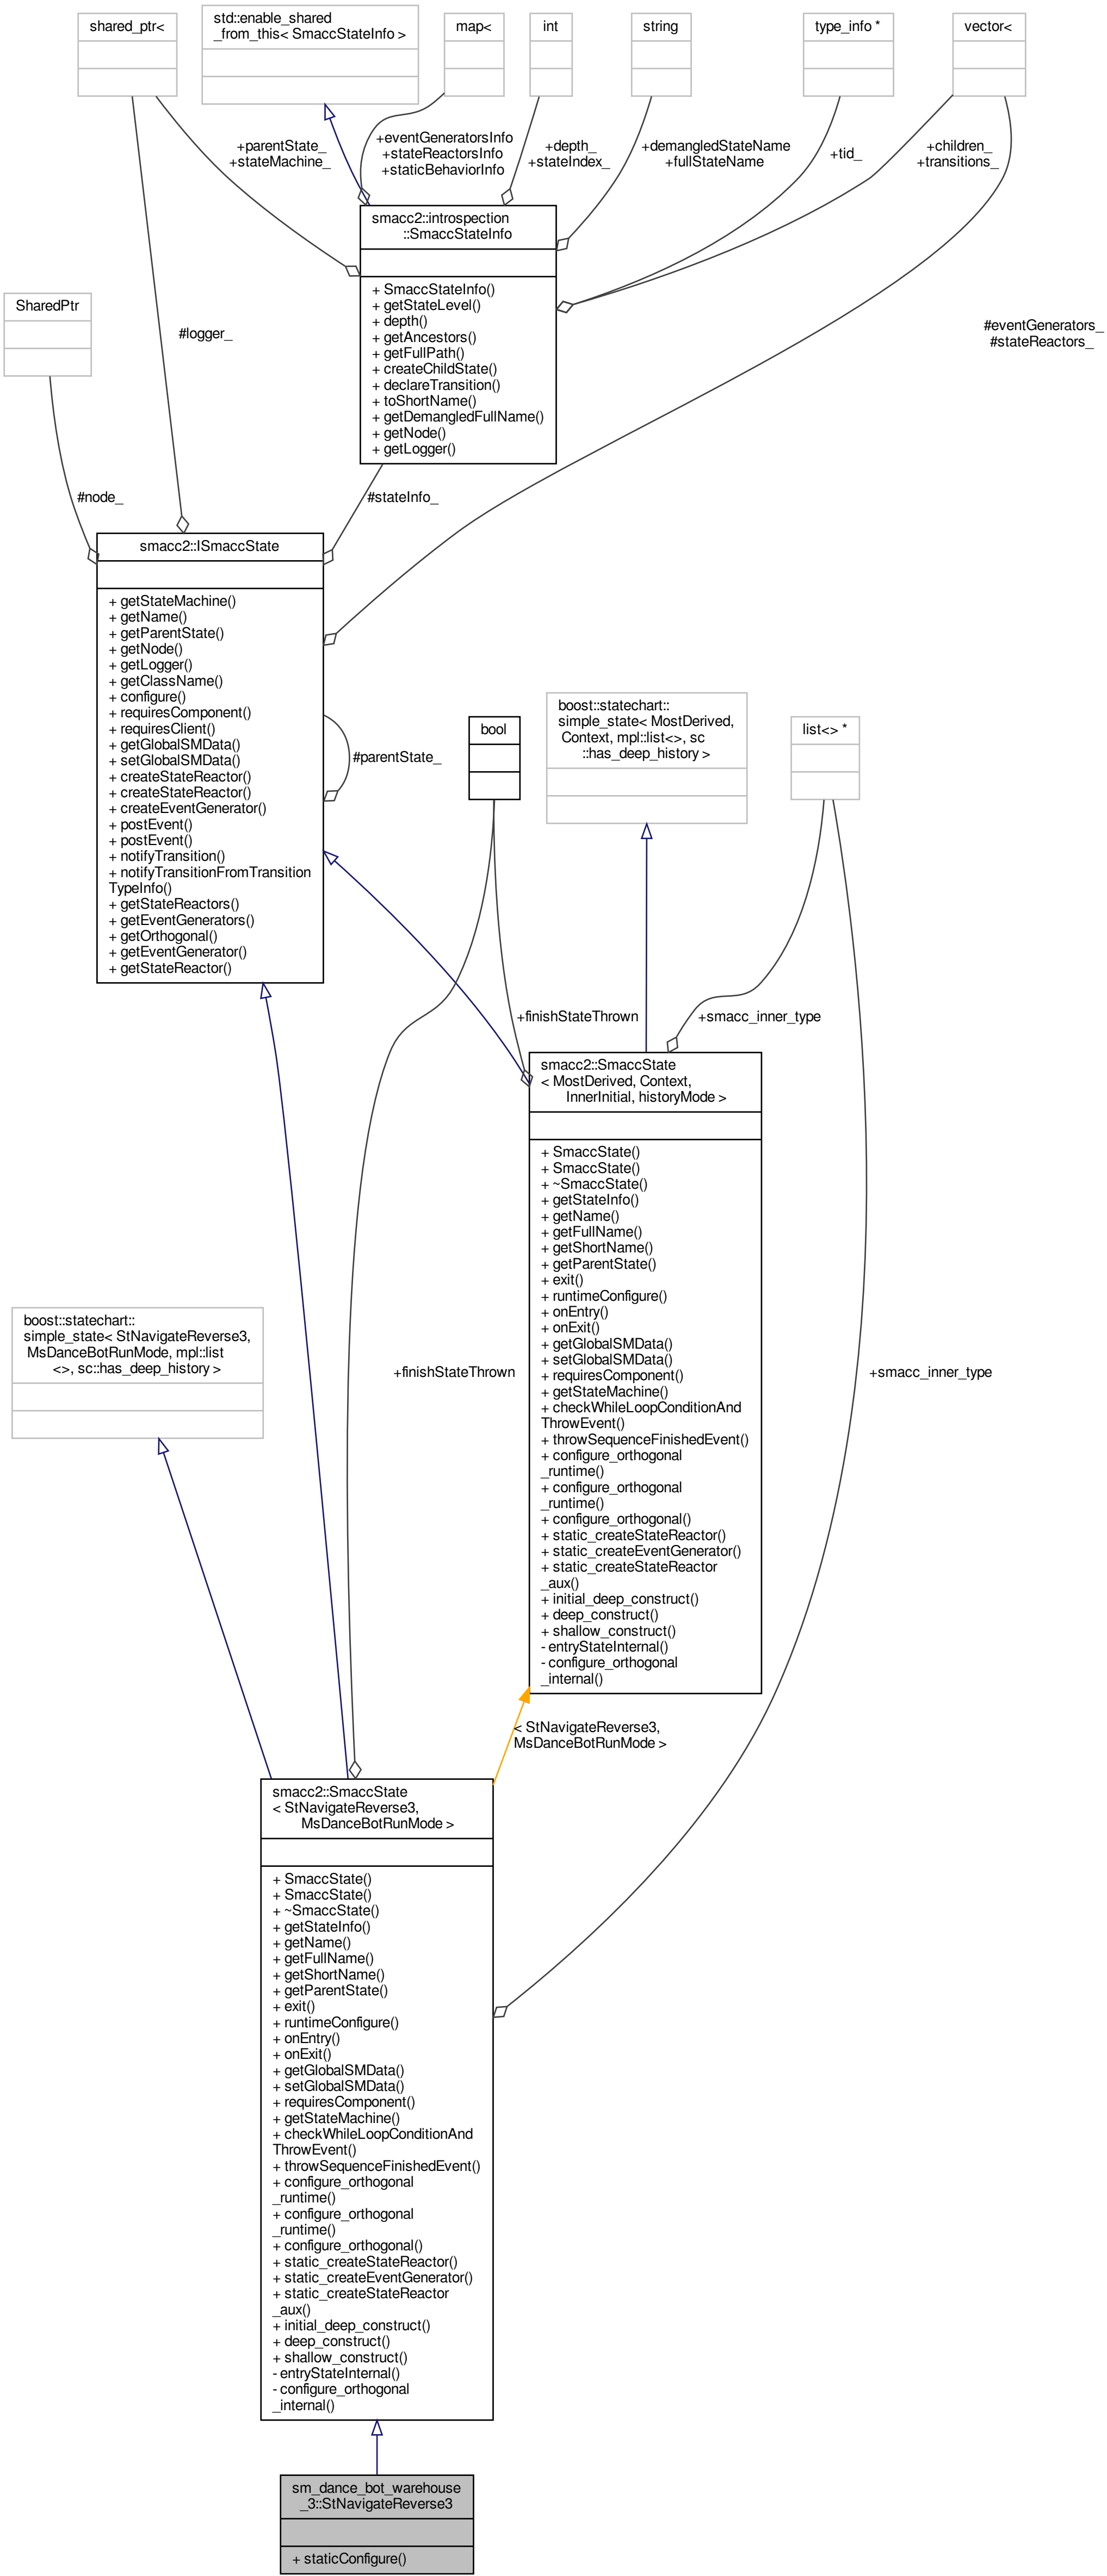 shared_ptr<
std::enable_shared
_from_this< SmaccStateInfo >
map<
int
string
type_info *
vector<
+parentState_
+stateMachine_
+eventGeneratorsInfo
+stateReactorsInfo
+staticBehaviorInfo
+depth_
+stateIndex_
+demangledStateName
+fullStateName
+tid_
+children_
+transitions_
smacc2::introspection
::SmaccStateInfo
+ SmaccStateInfo()
+ getStateLevel()
+ depth()
+ getAncestors()
+ getFullPath()
+ createChildState()
+ declareTransition()
+ toShortName()
+ getDemangledFullName()
+ getNode()
+ getLogger()
SharedPtr
#logger_
#eventGenerators_
#stateReactors_
#node_
#stateInfo_
smacc2::ISmaccState
+ getStateMachine()
+ getName()
+ getParentState()
+ getNode()
+ getLogger()
+ getClassName()
+ configure()
+ requiresComponent()
+ requiresClient()
+ getGlobalSMData()
+ setGlobalSMData()
+ createStateReactor()
+ createStateReactor()
+ createEventGenerator()
+ postEvent()
+ postEvent()
+ notifyTransition()
+ notifyTransitionFromTransition
TypeInfo()
+ getStateReactors()
+ getEventGenerators()
+ getOrthogonal()
+ getEventGenerator()
+ getStateReactor()
#parentState_
bool
boost::statechart::
simple_state< MostDerived,
Context, mpl::list<>, sc
::has_deep_history >
list<> *
+finishStateThrown
+smacc_inner_type
smacc2::SmaccState
< MostDerived, Context,
InnerInitial, historyMode >
+ SmaccState()
+ SmaccState()
+ ~SmaccState()
+ getStateInfo()
+ getName()
+ getFullName()
+ getShortName()
+ getParentState()
+ exit()
+ runtimeConfigure()
+ onEntry()
+ onExit()
+ getGlobalSMData()
+ setGlobalSMData()
+ requiresComponent()
+ getStateMachine()
+ checkWhileLoopConditionAnd
ThrowEvent()
+ throwSequenceFinishedEvent()
+ configure_orthogonal
_runtime()
+ configure_orthogonal
_runtime()
+ configure_orthogonal()
+ static_createStateReactor()
+ static_createEventGenerator()
+ static_createStateReactor
_aux()
+ initial_deep_construct()
+ deep_construct()
+ shallow_construct()
- entryStateInternal()
- configure_orthogonal
_internal()
boost::statechart::
simple_state< StNavigateReverse3,
MsDanceBotRunMode, mpl::list
<>, sc::has_deep_history >
+finishStateThrown
+smacc_inner_type
< StNavigateReverse3,
MsDanceBotRunMode >
smacc2::SmaccState
< StNavigateReverse3,
MsDanceBotRunMode >
+ SmaccState()
+ SmaccState()
+ ~SmaccState()
+ getStateInfo()
+ getName()
+ getFullName()
+ getShortName()
+ getParentState()
+ exit()
+ runtimeConfigure()
+ onEntry()
+ onExit()
+ getGlobalSMData()
+ setGlobalSMData()
+ requiresComponent()
+ getStateMachine()
+ checkWhileLoopConditionAnd
ThrowEvent()
+ throwSequenceFinishedEvent()
+ configure_orthogonal
_runtime()
+ configure_orthogonal
_runtime()
+ configure_orthogonal()
+ static_createStateReactor()
+ static_createEventGenerator()
+ static_createStateReactor
_aux()
+ initial_deep_construct()
+ deep_construct()
+ shallow_construct()
- entryStateInternal()
- configure_orthogonal
_internal()
sm_dance_bot_warehouse
_3::StNavigateReverse3
+ staticConfigure()